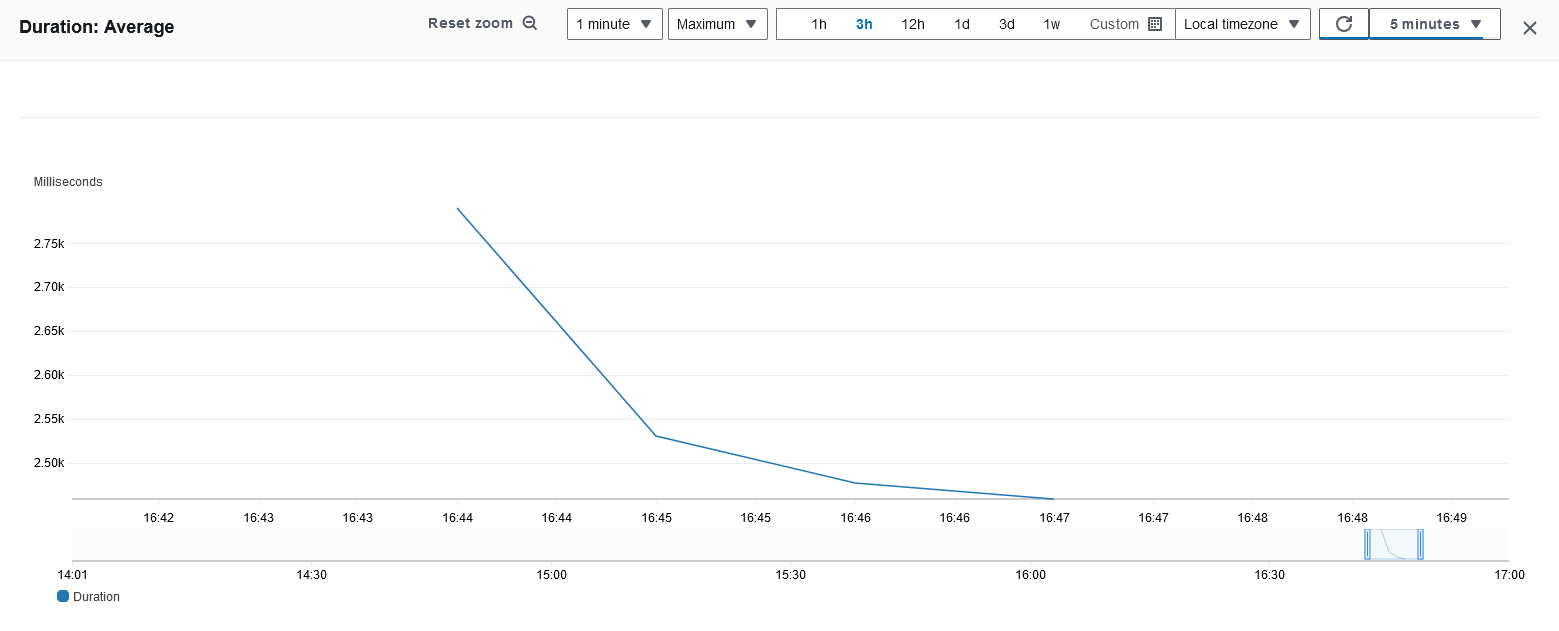 Duration: Average
Reset zoom
1 minute
Maximum
1h 3h 12h 1d 3d 1w Custom
Local timezone
5 minutes
Milliseconds
2.75k
2.70k
2.65k
2.60k
2.55k
2.50k
16:42 16:43 16:43 16:44 16:44 16:45 16:45 16:46 16:46 16:47 16:47 16:48 16:48 16:49
14:01 14:30 15:00 15:30 16:00 16:30 17:00
Duration